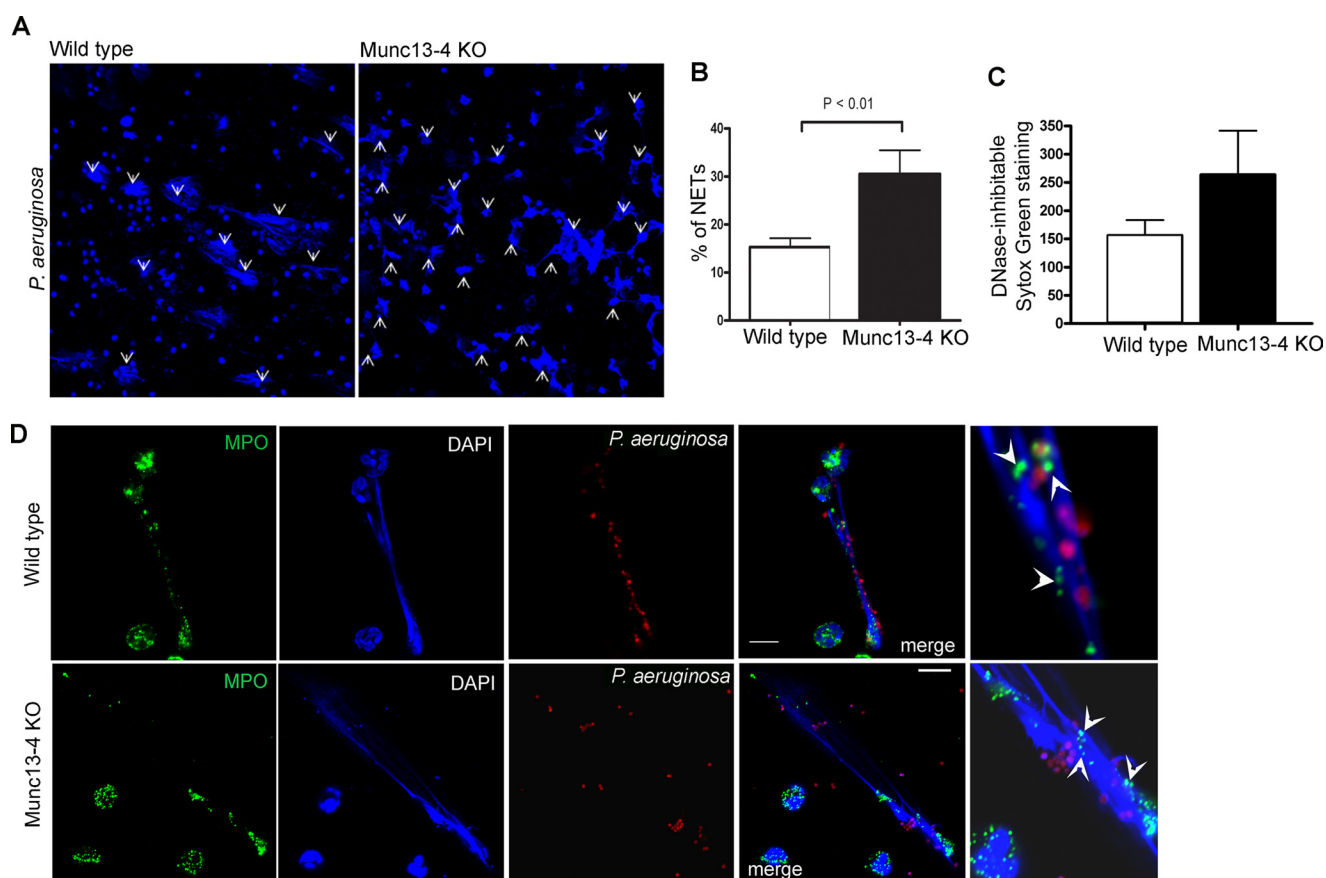 A
Wild type
Munc13-4 KO
P. aeruginosa
B
P < 0.01
% of NETs
40
30
20
10
0
Wild type
Munc13-4 KO
C
DNase-inhibitable
Sytox Green staining
350
300
250
200
150
100
50
0
Wild type
Munc13-4 KO
D
Wild type
MPO
DAPI
P. aeruginosa
merge
Munc13-4 KO
MPO
DAPI
P. aeruginosa
merge